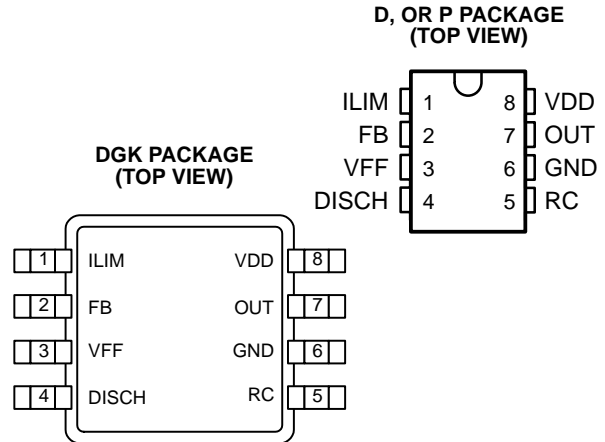 D, OR P PACKAGE
(TOP VIEW)
ILIM 1 8 VDD
FB 2 7 OUT
VFF 3 6 GND
DISCH 4 5 RC
DGK PACKAGE
(TOP VIEW)
1 ILIM VDD 8
2 FB OUT 7
3 VFF GND 6
4 DISCH RC 5